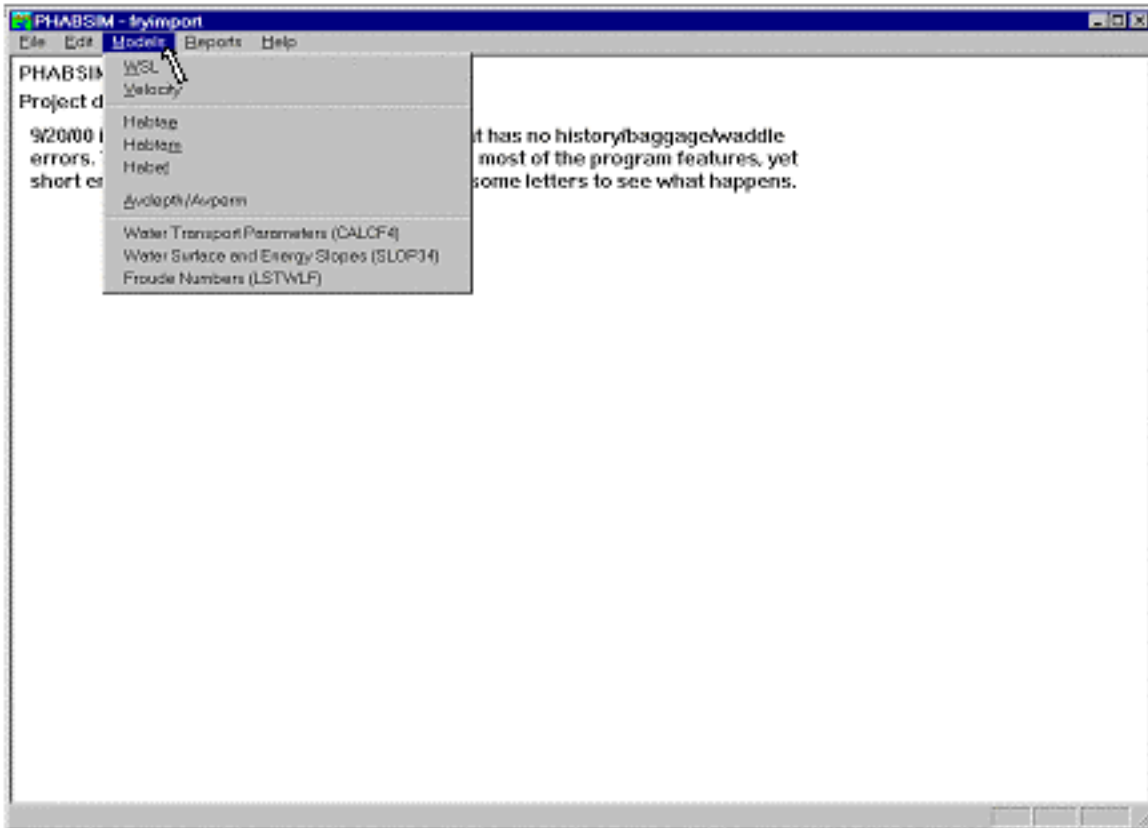 PHABSIM - fryimport
File Edit Models Reports Help
PHABSIM
Project d
WSL
Velocity
Habtae
Habtam
Habef
Avdepth/Avperm
Water Transport Parameters (CALCF4)
Water Surface and Energy Slopes (SLOP34)
Froude Numbers (LSTWLF)
9/20/00 t has no history/baggage/waddle
errors. most of the program features, yet
short er some letters to see what happens.